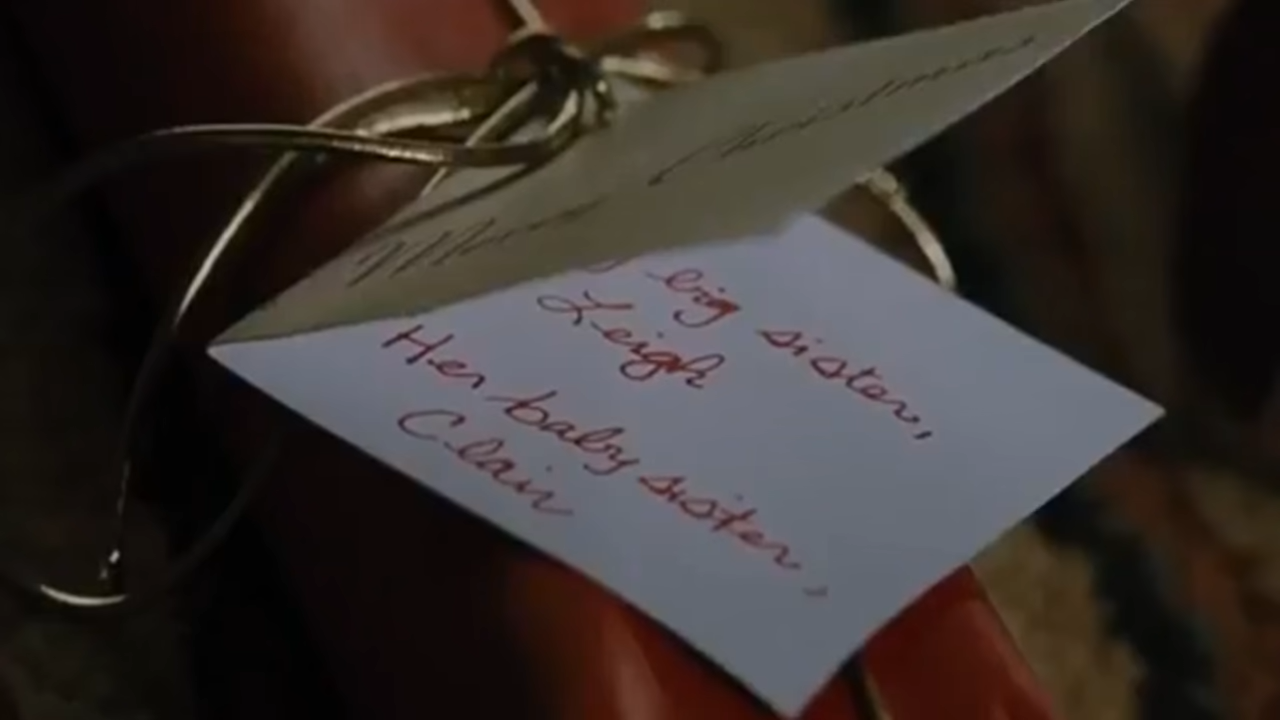 Merry Christmas
big sister,
Leigh
Her baby sister,
Clair